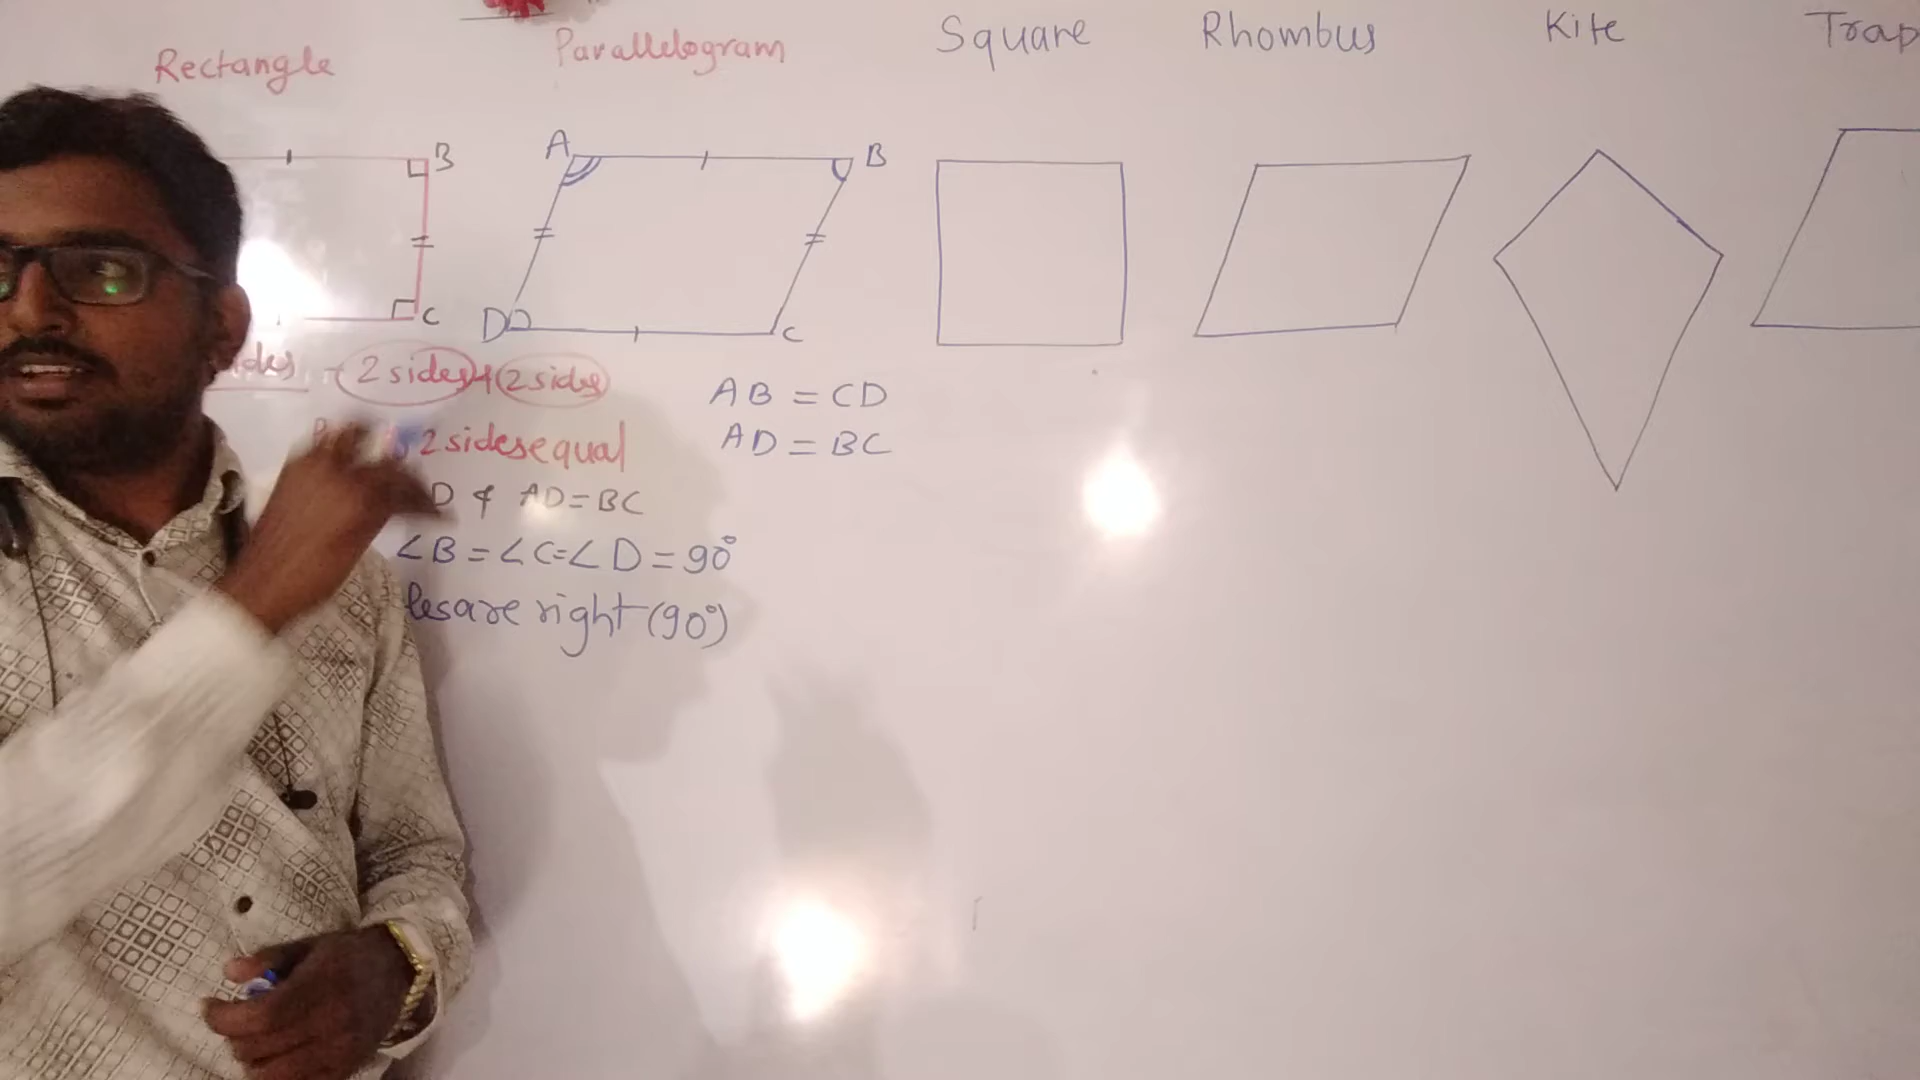 Rectangle
Parallelogram
Square
Rhombus
Kite
Trap
B
C
A
B
D
C
2 sides + 2 sides
2 sides equal
D & AD = BC
∠B = ∠C = ∠D = 90°
les are right (90°)
AB = CD
AD = BC